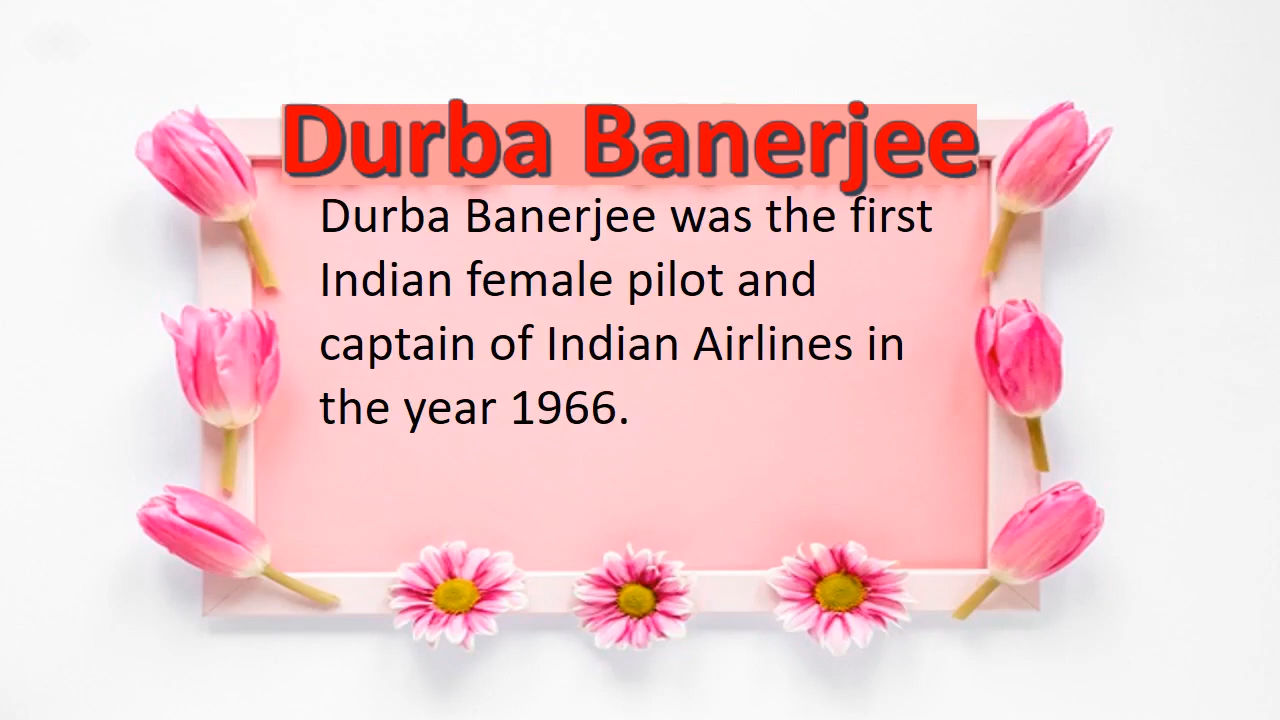 Durba Banerjee
Durba Banerjee was the first
Indian female pilot and
captain of Indian Airlines in
the year 1966.